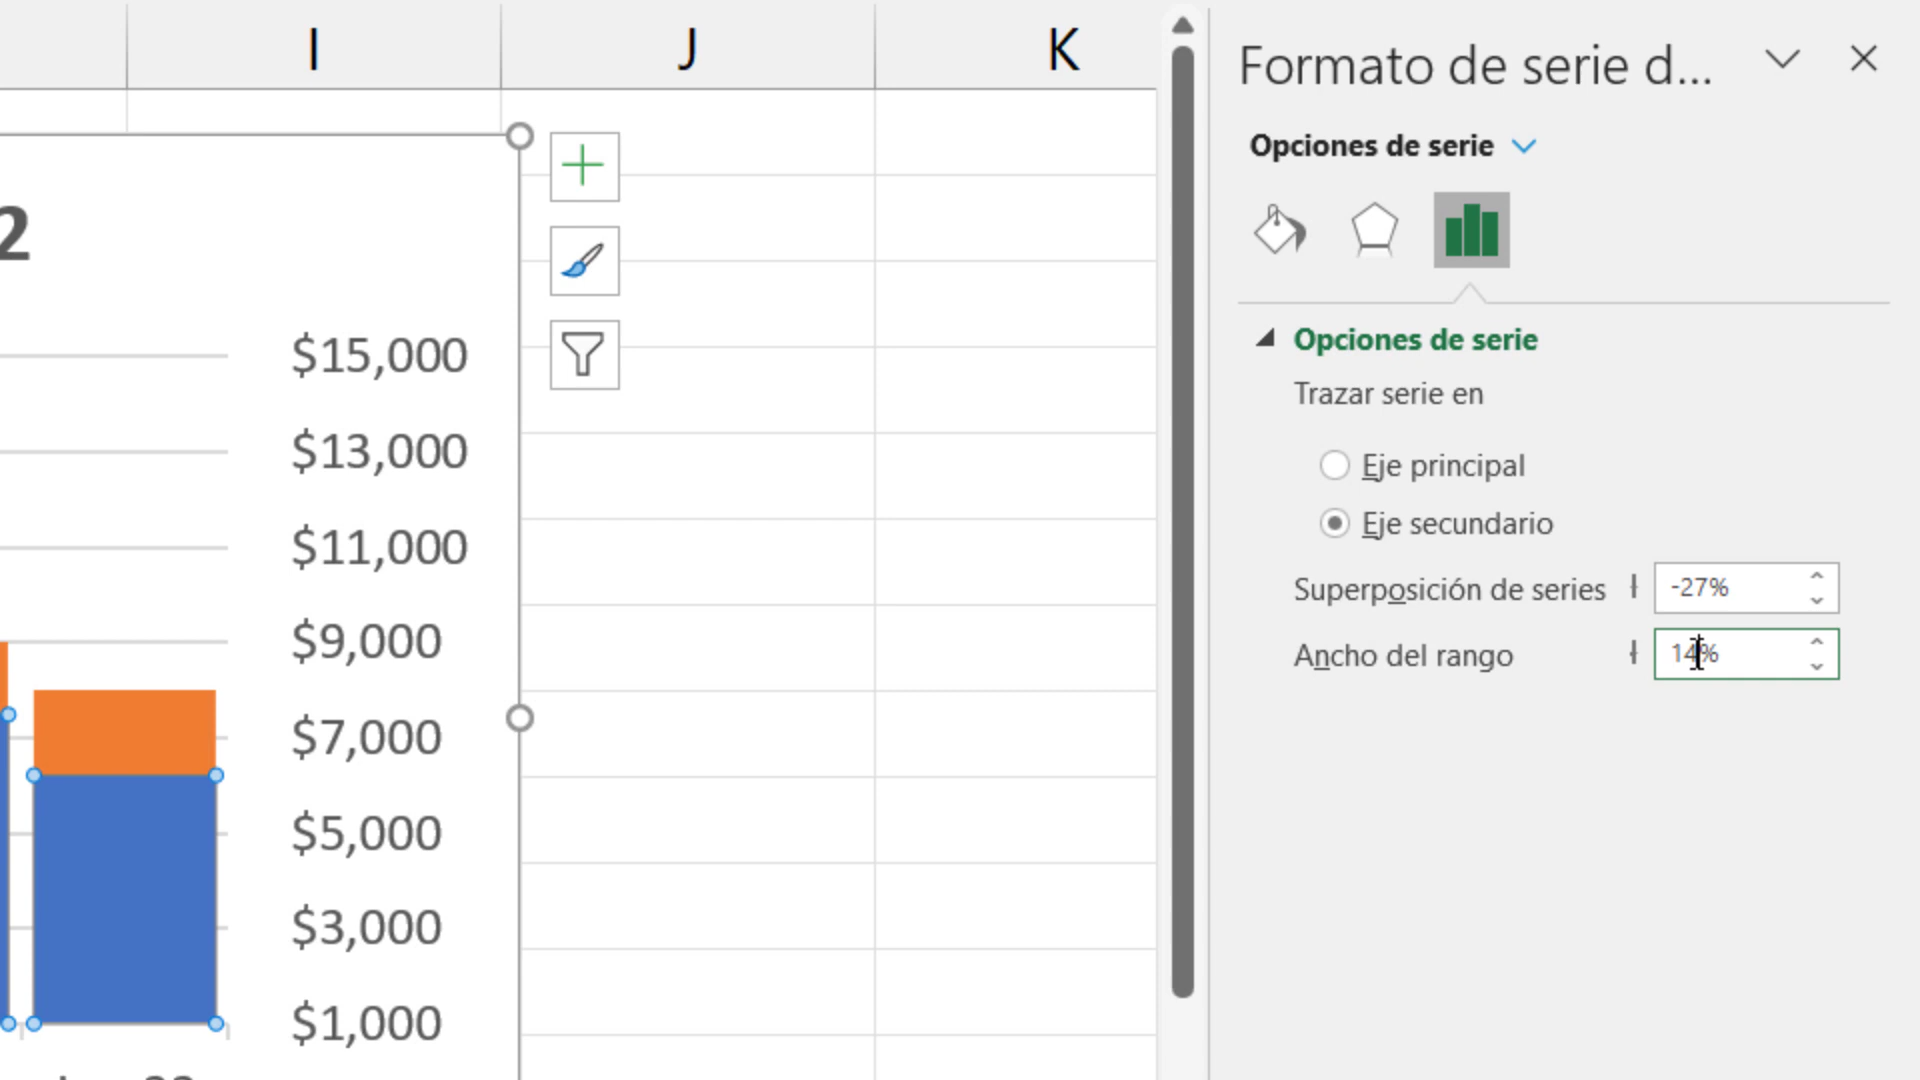 I J K
2
$15,000
$13,000
$11,000
$9,000
$7,000
$5,000
$3,000
$1,000
Formato de serie d...
Opciones de serie
Opciones de serie
Trazar serie en
Eje principal
Eje secundario
Superposición de series -27%
Ancho del rango 14%